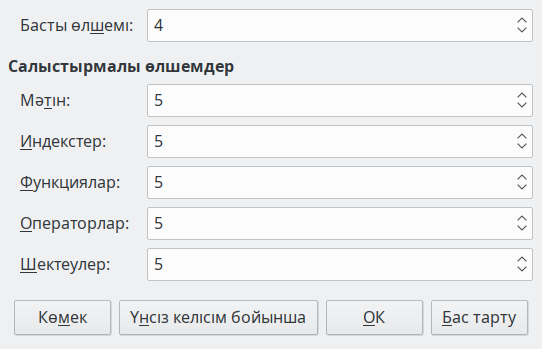 Басты өлшемі: 4
Салыстырмалы өлшемдер
Мәтін: 5
Индекстер: 5
Функциялар: 5
Операторлар: 5
Шектеулер: 5
Көмек Үнсіз келісім бойынша ОК Бас тарту